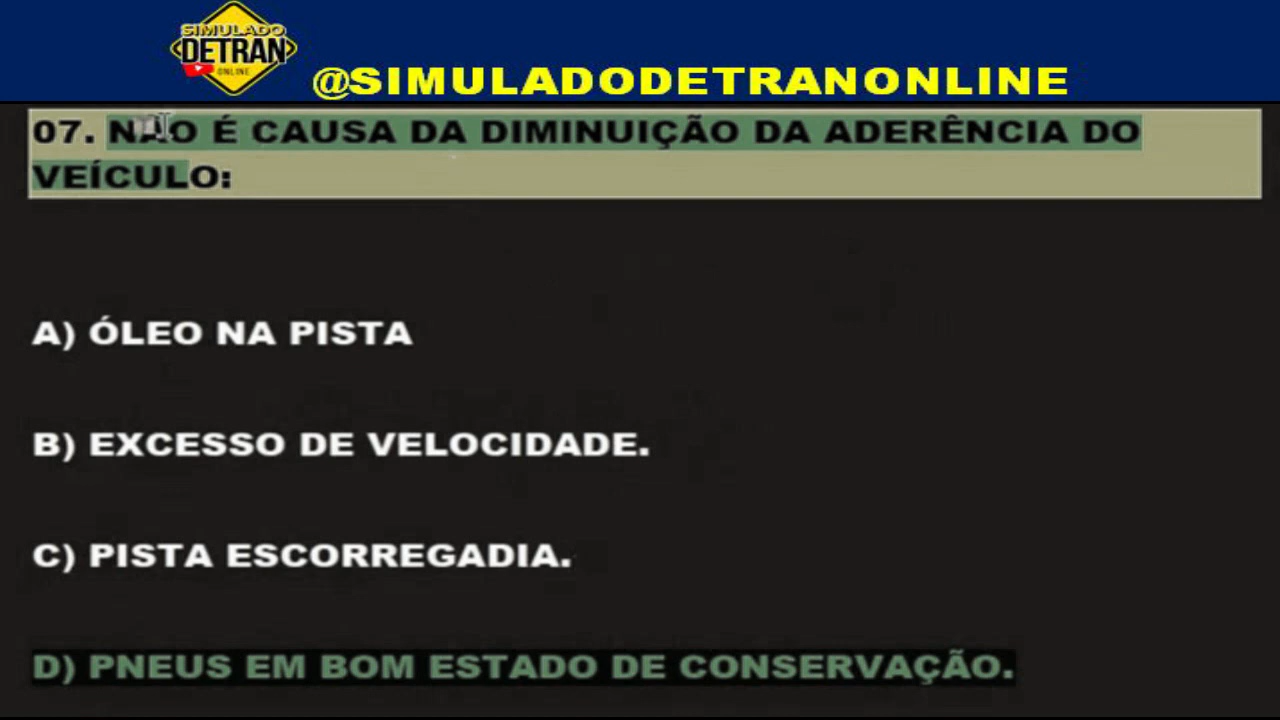 SIMULADO
DETRAN
ONLINE
@SIMULADODETRANONLINE
07. NÃO É CAUSA DA DIMINUIÇÃO DA ADERÊNCIA DO
VEÍCULO:
A) ÓLEO NA PISTA
B) EXCESSO DE VELOCIDADE.
C) PISTA ESCORREGADIA.
D) PNEUS EM BOM ESTADO DE CONSERVAÇÃO.